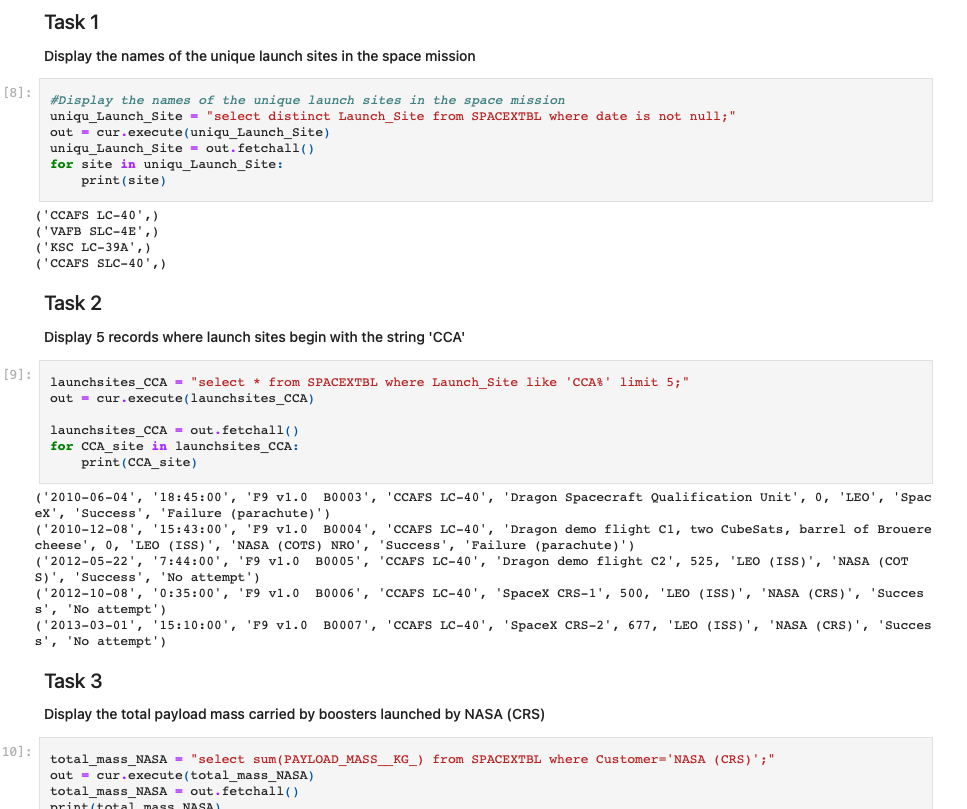 Task 1
Display the names of the unique launch sites in the space mission
[8]:
#Display the names of the unique launch sites in the space mission
uniqu_Launch_Site = "select distinct Launch_Site from SPACEXTBL where date is not null;"
out = cur.execute(uniqu_Launch_Site)
uniqu_Launch_Site = out.fetchall()
for site in uniqu_Launch_Site:
    print(site)
('CCAFS LC-40',)
('VAFB SLC-4E',)
('KSC LC-39A',)
('CCAFS SLC-40',)
Task 2
Display 5 records where launch sites begin with the string 'CCA'
[9]:
launchsites_CCA = "select * from SPACEXTBL where Launch_Site like 'CCA%' limit 5;"
out = cur.execute(launchsites_CCA)
launchsites_CCA = out.fetchall()
for CCA_site in launchsites_CCA:
    print(CCA_site)
('2010-06-04', '18:45:00', 'F9 v1.0  B0003', 'CCAFS LC-40', 'Dragon Spacecraft Qualification Unit', 0, 'LEO', 'Spac
eX', 'Success', 'Failure (parachute)')
('2010-12-08', '15:43:00', 'F9 v1.0  B0004', 'CCAFS LC-40', 'Dragon demo flight C1, two CubeSats, barrel of Brouere
cheese', 0, 'LEO (ISS)', 'NASA (COTS) NRO', 'Success', 'Failure (parachute)')
('2012-05-22', '7:44:00', 'F9 v1.0  B0005', 'CCAFS LC-40', 'Dragon demo flight C2', 525, 'LEO (ISS)', 'NASA (COT
S)', 'Success', 'No attempt')
('2012-10-08', '0:35:00', 'F9 v1.0  B0006', 'CCAFS LC-40', 'SpaceX CRS-1', 500, 'LEO (ISS)', 'NASA (CRS)', 'Succes
s', 'No attempt')
('2013-03-01', '15:10:00', 'F9 v1.0  B0007', 'CCAFS LC-40', 'SpaceX CRS-2', 677, 'LEO (ISS)', 'NASA (CRS)', 'Succes
s', 'No attempt')
Task 3
Display the total payload mass carried by boosters launched by NASA (CRS)
10]:
total_mass_NASA = "select sum(PAYLOAD_MASS__KG_) from SPACEXTBL where Customer='NASA (CRS)';"
out = cur.execute(total_mass_NASA)
total_mass_NASA = out.fetchall()
print(total_mass_NASA)